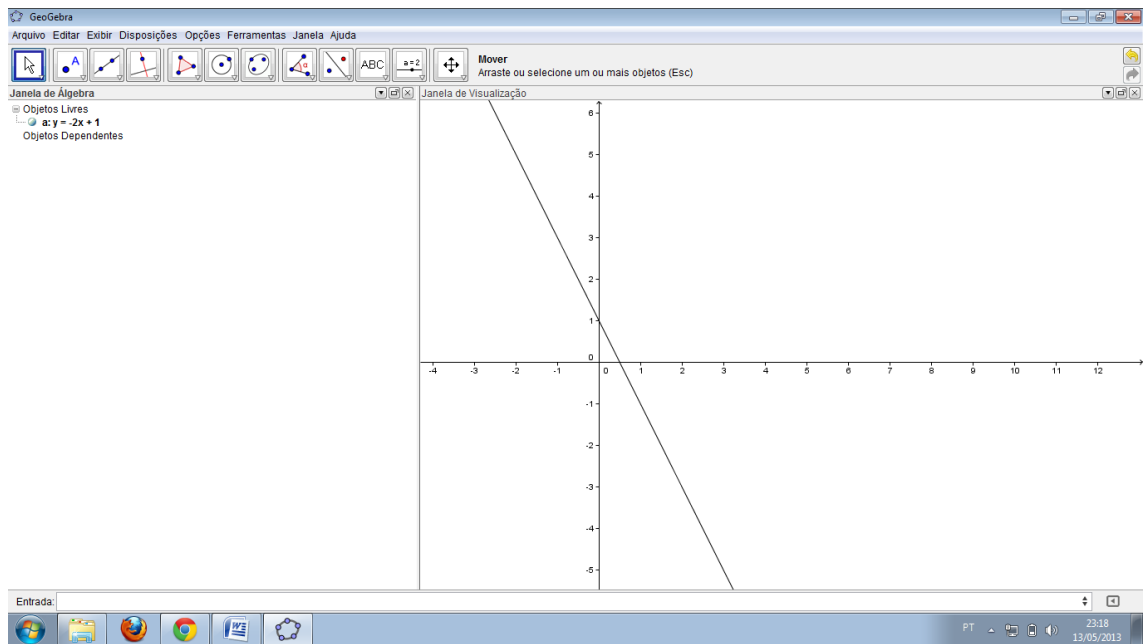 GeoGebra
Arquivo Editar Exibir Disposições Opções Ferramentas Janela Ajuda
A
α
ABC
a=2
Mover
Arraste ou selecione um ou mais objetos (Esc)
Janela de Álgebra
Janela de Visualização
Objetos Livres
a: y = -2x + 1
Objetos Dependentes
6
5
4
3
2
1
0
-4 -3 -2 -1 0 1 2 3 4 5 6 7 8 9 10 11 12
-1
-2
-3
-4
-5
Entrada:
PT
23:18
13/05/2013